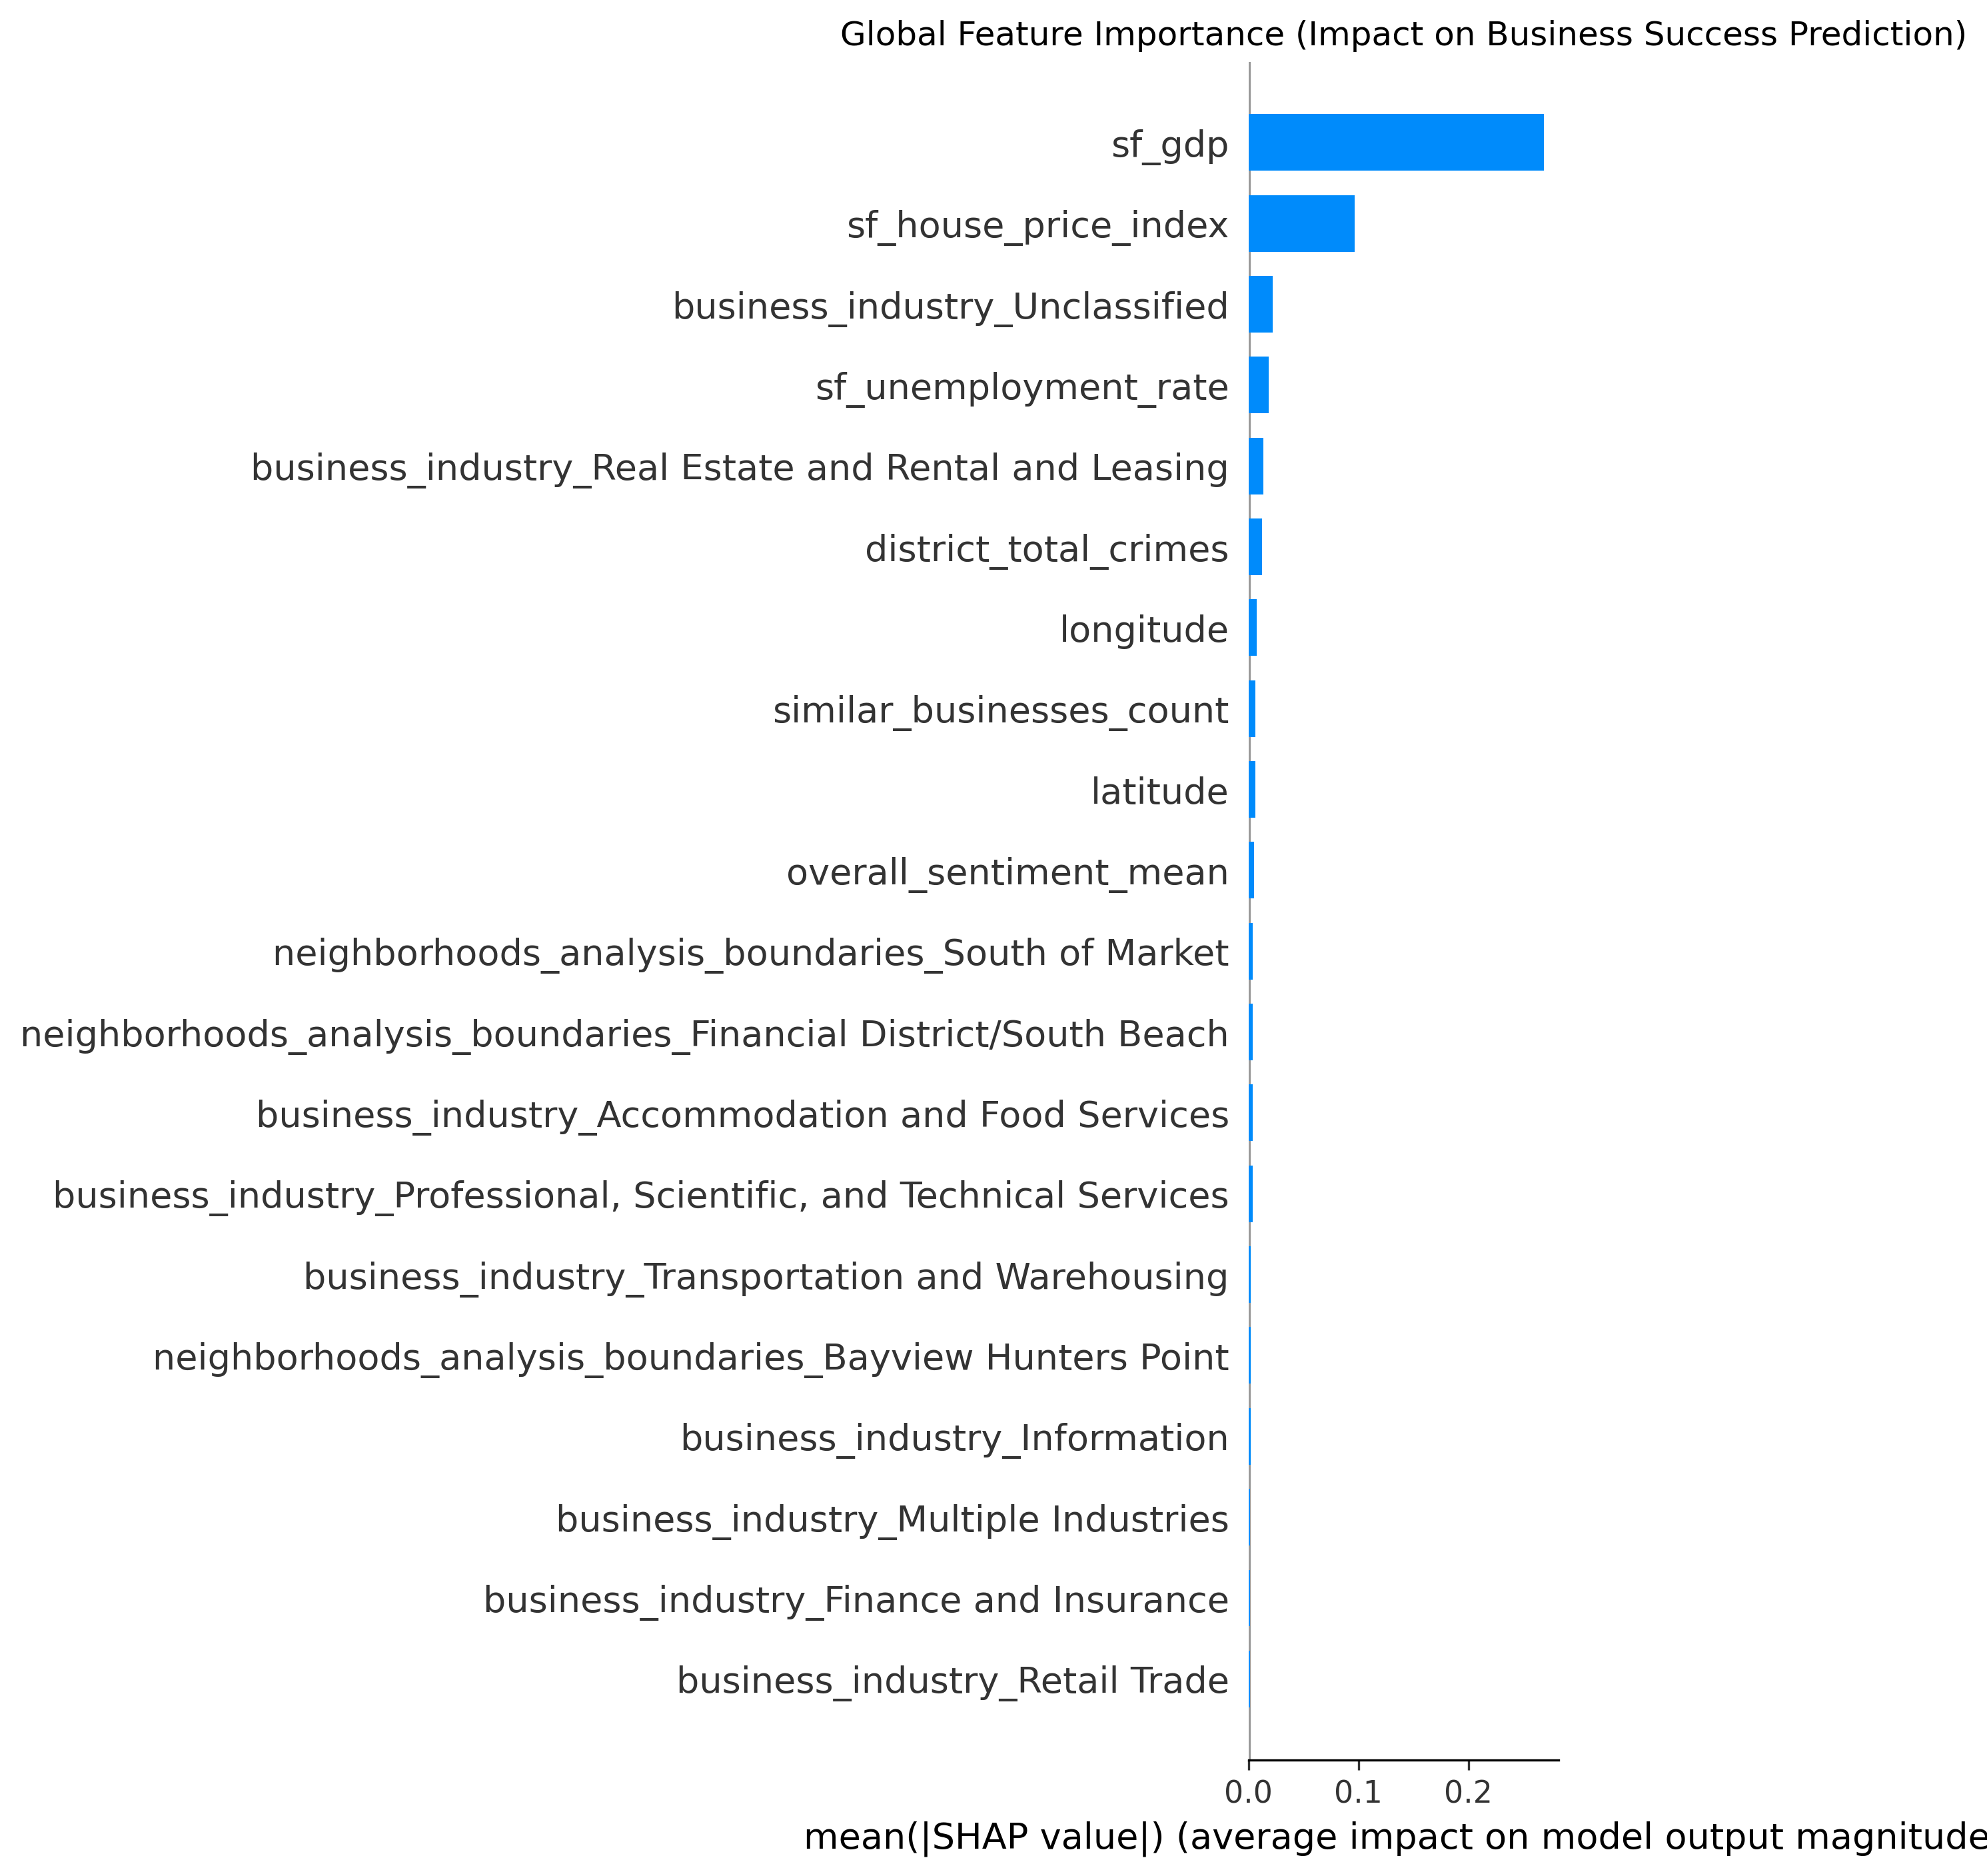 Global Feature Importance (Impact on Business Success Prediction)
sf_gdp
sf_house_price_index
business_industry_Unclassified
sf_unemployment_rate
business_industry_Real Estate and Rental and Leasing
district_total_crimes
longitude
similar_businesses_count
latitude
overall_sentiment_mean
neighborhoods_analysis_boundaries_South of Market
neighborhoods_analysis_boundaries_Financial District/South Beach
business_industry_Accommodation and Food Services
business_industry_Professional, Scientific, and Technical Services
business_industry_Transportation and Warehousing
neighborhoods_analysis_boundaries_Bayview Hunters Point
business_industry_Information
business_industry_Multiple Industries
business_industry_Finance and Insurance
business_industry_Retail Trade
0.0 0.1 0.2
mean(|SHAP value|) (average impact on model output magnitude